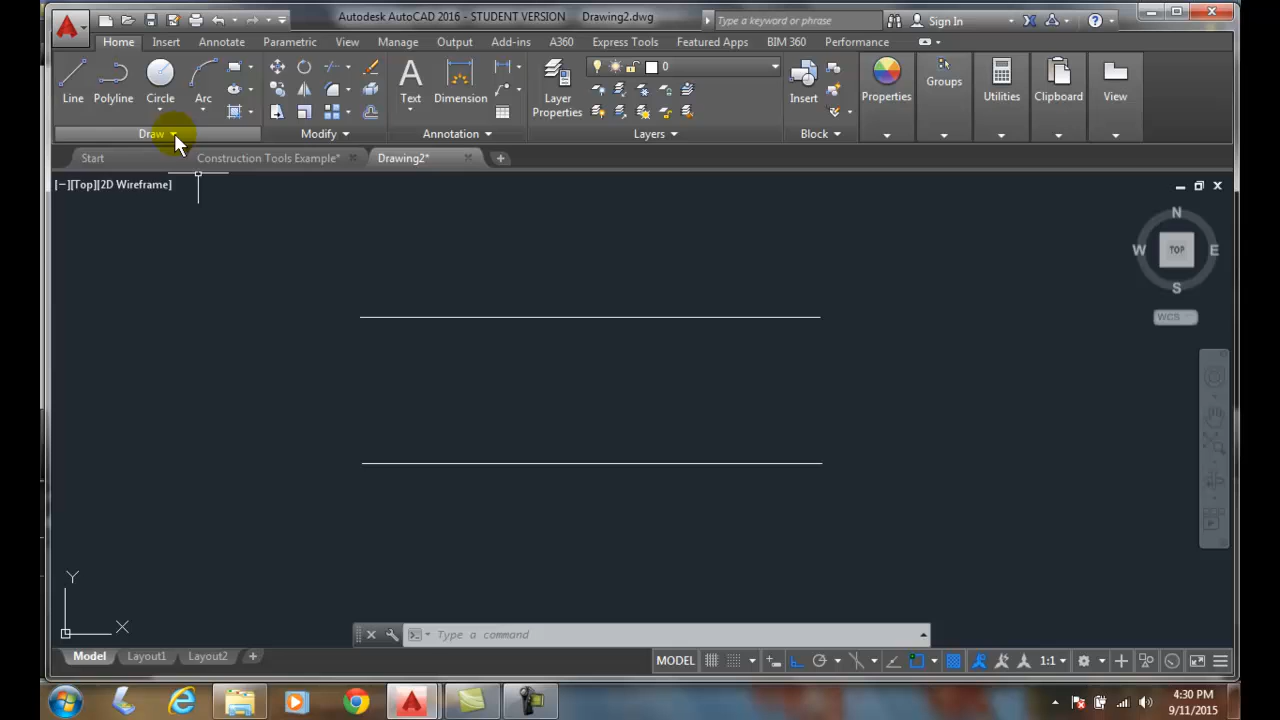 Autodesk AutoCAD 2016 - STUDENT VERSION Drawing2.dwg
Type a keyword or phrase
Sign In
Home Insert Annotate Parametric View Manage Output Add-ins A360 Express Tools Featured Apps BIM 360 Performance
0
Line Polyline Circle Arc
Text Dimension
Layer Properties
Insert
Properties
Groups
Utilities
Clipboard
View
Draw Modify Annotation Layers Block
Start Construction Tools Example* Drawing2*
[−][Top][2D Wireframe]
N
W TOP E
S
WCS
Y
X
Type a command
Model Layout1 Layout2
MODEL 1:1
4:30 PM
9/11/2015